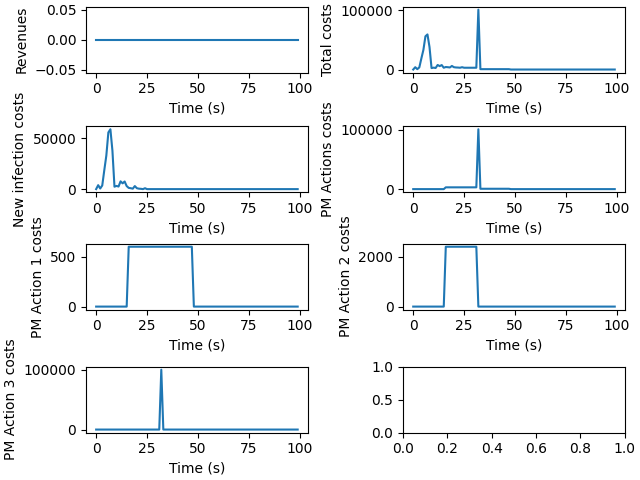 Revenues
0.05
0.00
−0.05
0 25 50 75 100
Time (s)
Total costs
100000
0
0 25 50 75 100
Time (s)
New infection costs
50000
0
0 25 50 75 100
Time (s)
PM Actions costs
100000
0
0 25 50 75 100
Time (s)
PM Action 1 costs
500
0
0 25 50 75 100
Time (s)
PM Action 2 costs
2000
0
0 25 50 75 100
Time (s)
PM Action 3 costs
100000
0
0 25 50 75 100
Time (s)
1.0
0.5
0.0
0.0 0.2 0.4 0.6 0.8 1.0